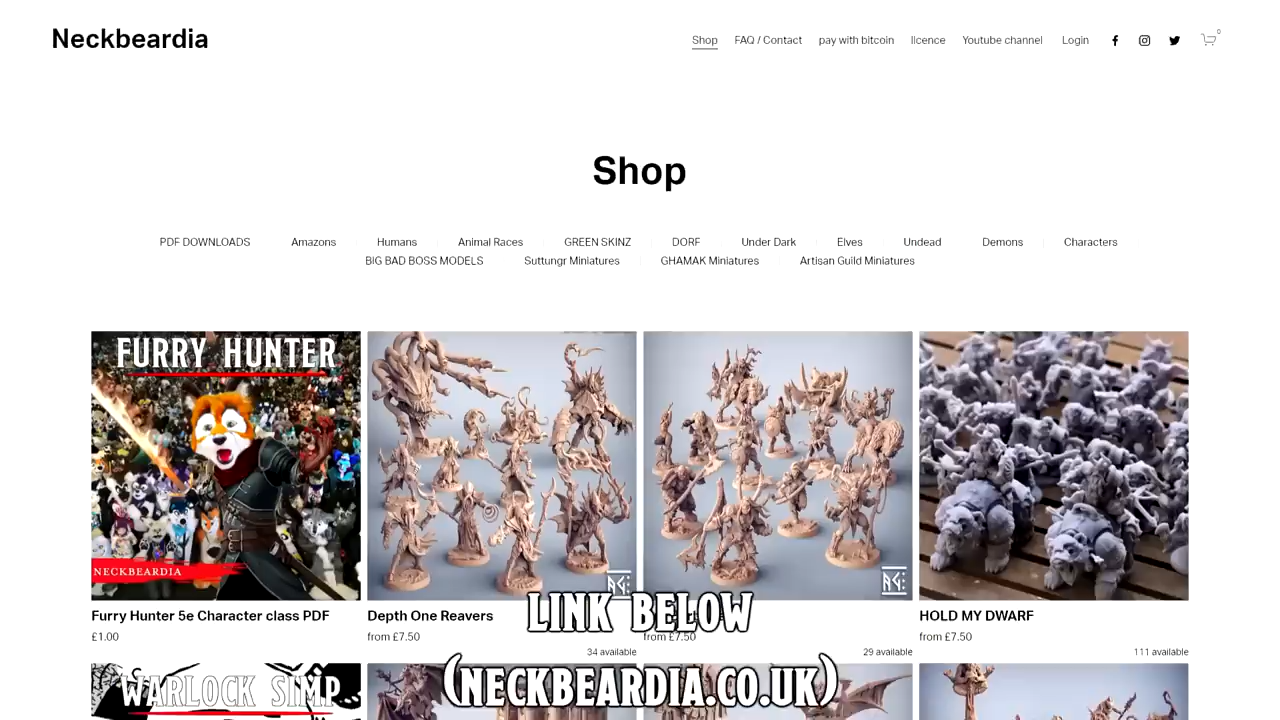 Neckbeardia
Shop
FAQ / Contact
pay with bitcoin
licence
Youtube channel
Login
0
Shop
PDF DOWNLOADS
Amazons
Humans
Animal Races
GREEN SKINZ
DORF
Under Dark
Elves
Undead
Demons
Characters
BIG BAD BOSS MODELS
Suttungr Miniatures
GHAMAK Miniatures
Artisan Guild Miniatures
FURRY HUNTER
NECKBEARDIA
Furry Hunter 5e Character class PDF
£1.00
Depth One Reavers
from £7.50
34 available
from £7.50
29 available
HOLD MY DWARF
from £7.50
111 available
WARLOCK SIMP
LINK BELOW
(NECKBEARDIA.CO.UK)